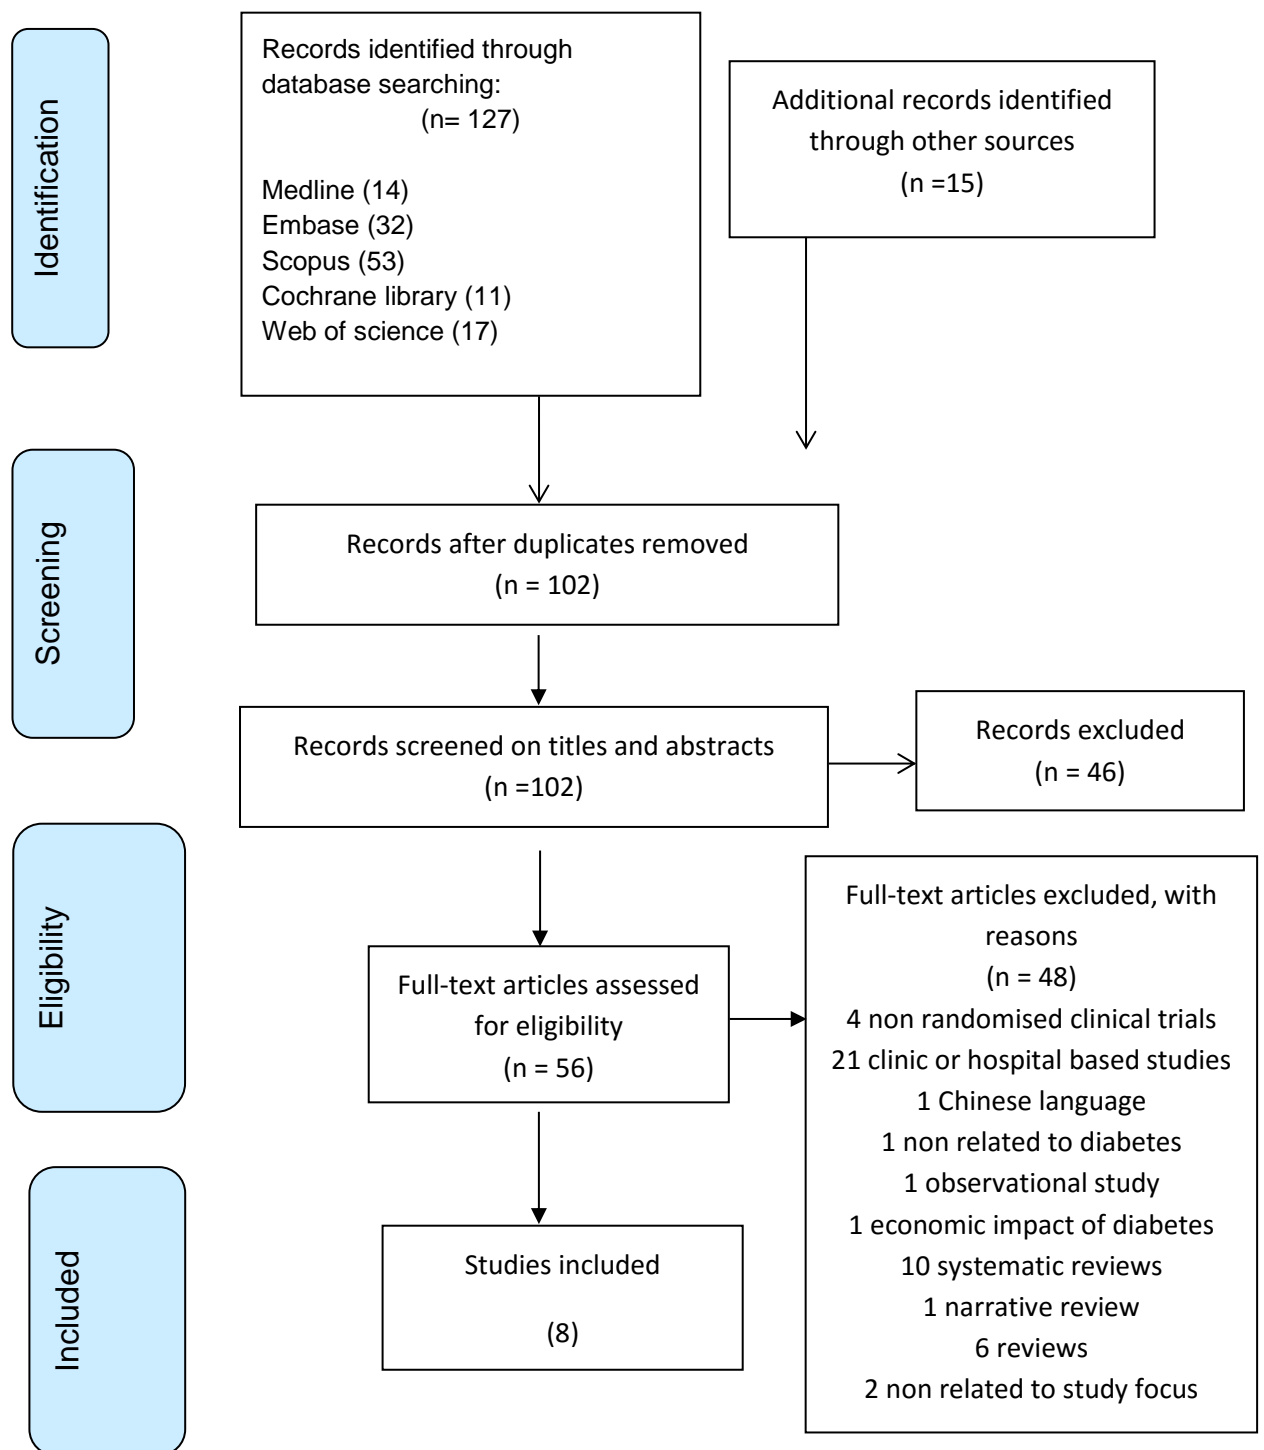 Identification
Records identified through
database searching:
(n= 127)
Medline (14)
Embase (32)
Scopus (53)
Cochrane library (11)
Web of science (17)
Additional records identified
through other sources
(n =15)
Screening
Records after duplicates removed
(n = 102)
Records screened on titles and abstracts
(n =102)
Records excluded
(n = 46)
Eligibility
Full-text articles assessed
for eligibility
(n = 56)
Full-text articles excluded, with
reasons
(n = 48)
4 non randomised clinical trials
21 clinic or hospital based studies
1 Chinese language
1 non related to diabetes
1 observational study
1 economic impact of diabetes
10 systematic reviews
1 narrative review
6 reviews
2 non related to study focus
Included
Studies included
(8)